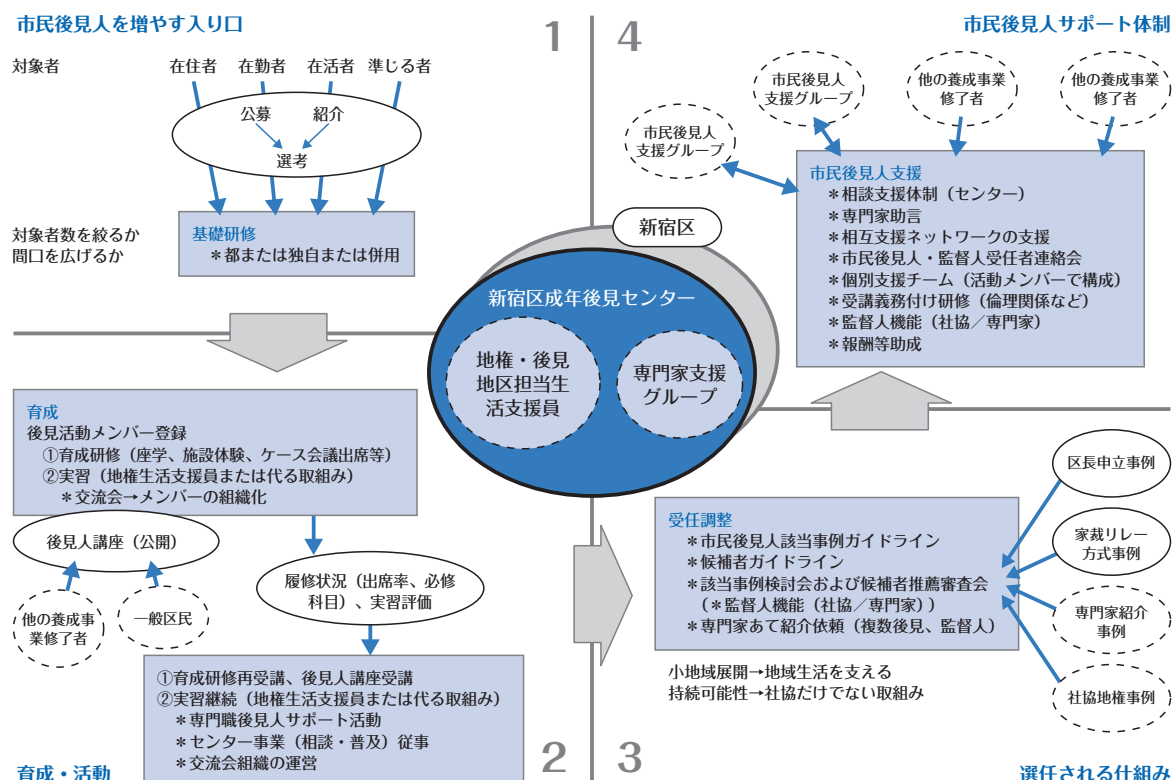 市民後見人を増やす入り口
1
対象者
在住者 在勤者 在活者 準じる者
公募 紹介
選考
対象者数を絞るか
間口を広げるか
基礎研修
＊都または独自または併用
育成
後見活動メンバー登録
①育成研修（座学、施設体験、ケース会議出席等）
②実習（地権生活支援員または代る取組み）
＊交流会→メンバーの組織化
後見人講座（公開）
他の養成事
業修了者
一般区民
履修状況（出席率、必修
科目）、実習評価
①育成研修再受講、後見人講座受講
②実習継続（地権生活支援員または代る取組み）
＊専門職後見人サポート活動
＊センター事業（相談・普及）従事
＊交流会組織の運営
育成・活動
2
新宿区
新宿区成年後見センター
地権・後見
地区担当生
活支援員
専門家支援
グループ
3
受任調整
＊市民後見人該当事例ガイドライン
＊候補者ガイドライン
＊該当事例検討会および候補者推薦審査会
（＊監督人機能（社協／専門家））
＊専門家あて紹介依頼（複数後見、監督人）
小地域展開→地域生活を支える
持続可能性→社協だけでない取組み
区長申立事例
家裁リレー
方式事例
専門家紹介
事例
社協地権事例
選任される仕組み
4
市民後見人サポート体制
市民後見人
支援グループ
市民後見人
支援グループ
他の養成事業
修了者
他の養成事業
修了者
市民後見人支援
＊相談支援体制（センター）
＊専門家助言
＊相互支援ネットワークの支援
＊市民後見人・監督人受任者連絡会
＊個別支援チーム（活動メンバーで構成）
＊受講義務付け研修（倫理関係など）
＊監督人機能（社協／専門家）
＊報酬等助成